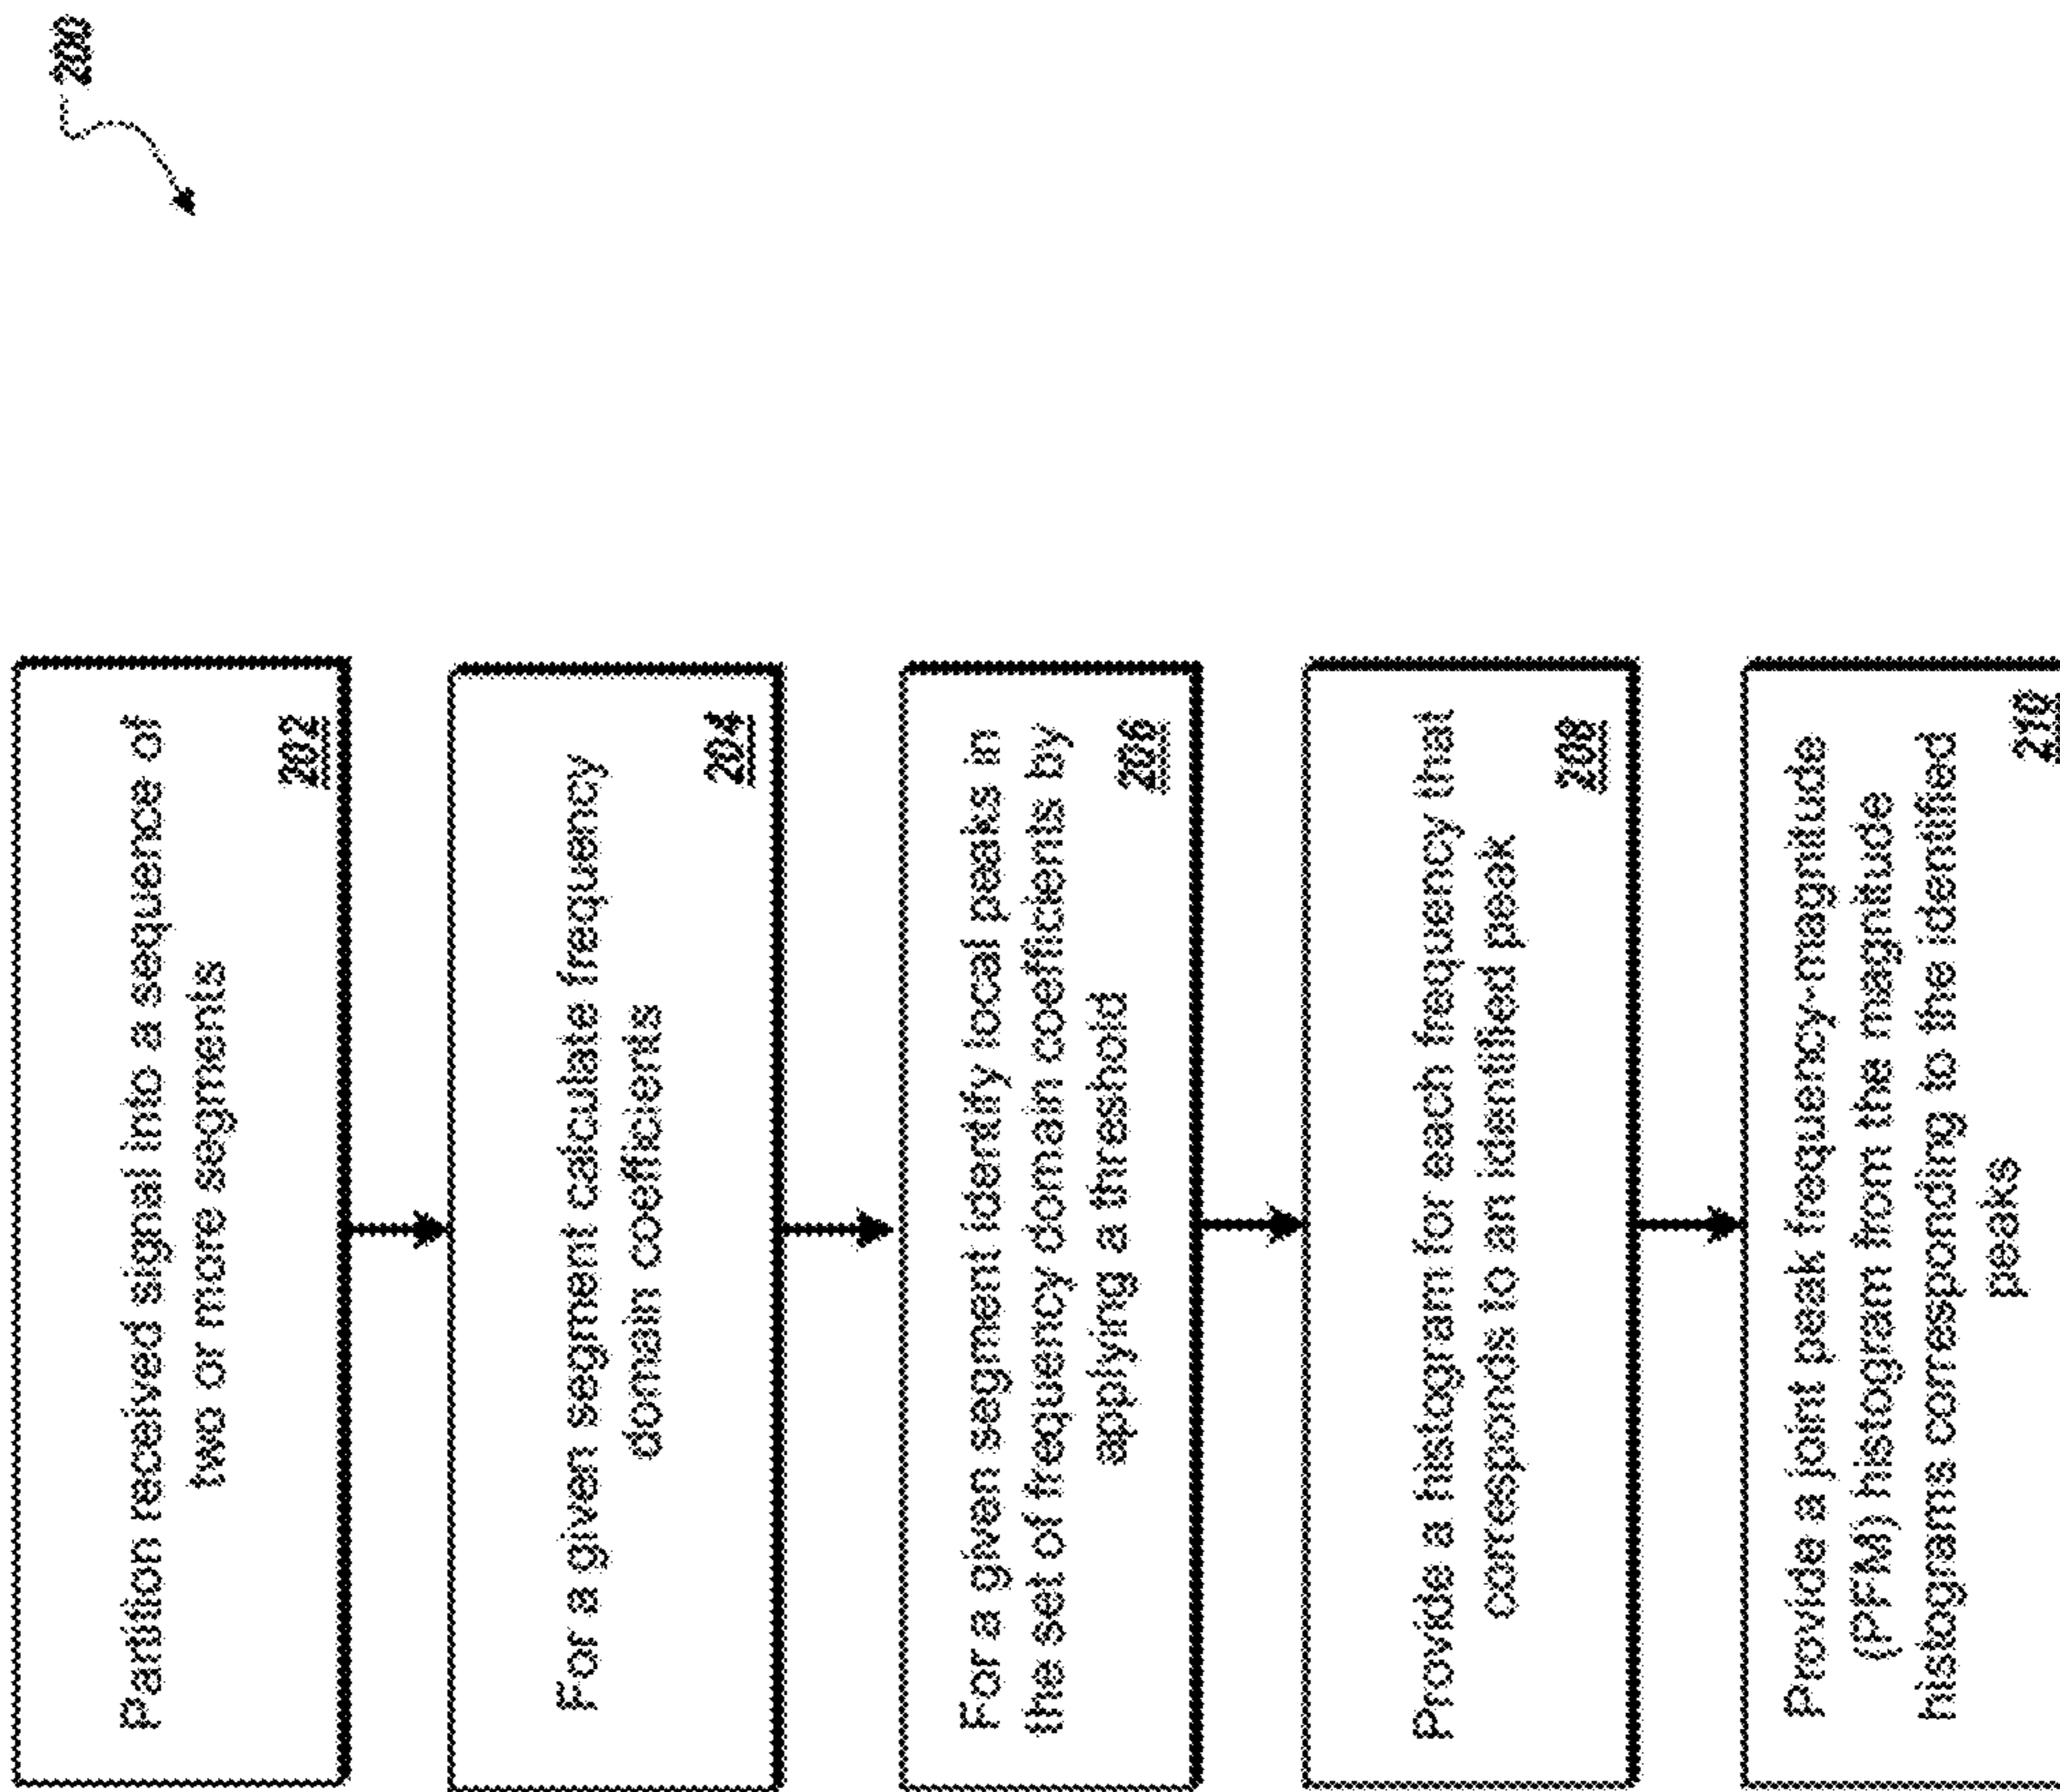 200
Partition received signal into a sequence of
two or more segments
202
For a given segment calculate frequency
domain coefficients
204
For a given segment identify local peaks in
the set of frequency domain coefficients by
applying a threshold
206
Provide a histogram for each frequency that
corresponds to an identified peak
208
Provide a joint peak frequency-magnitude
(PFM) histogram from the magnitude
histograms corresponding to the identified
peaks
210